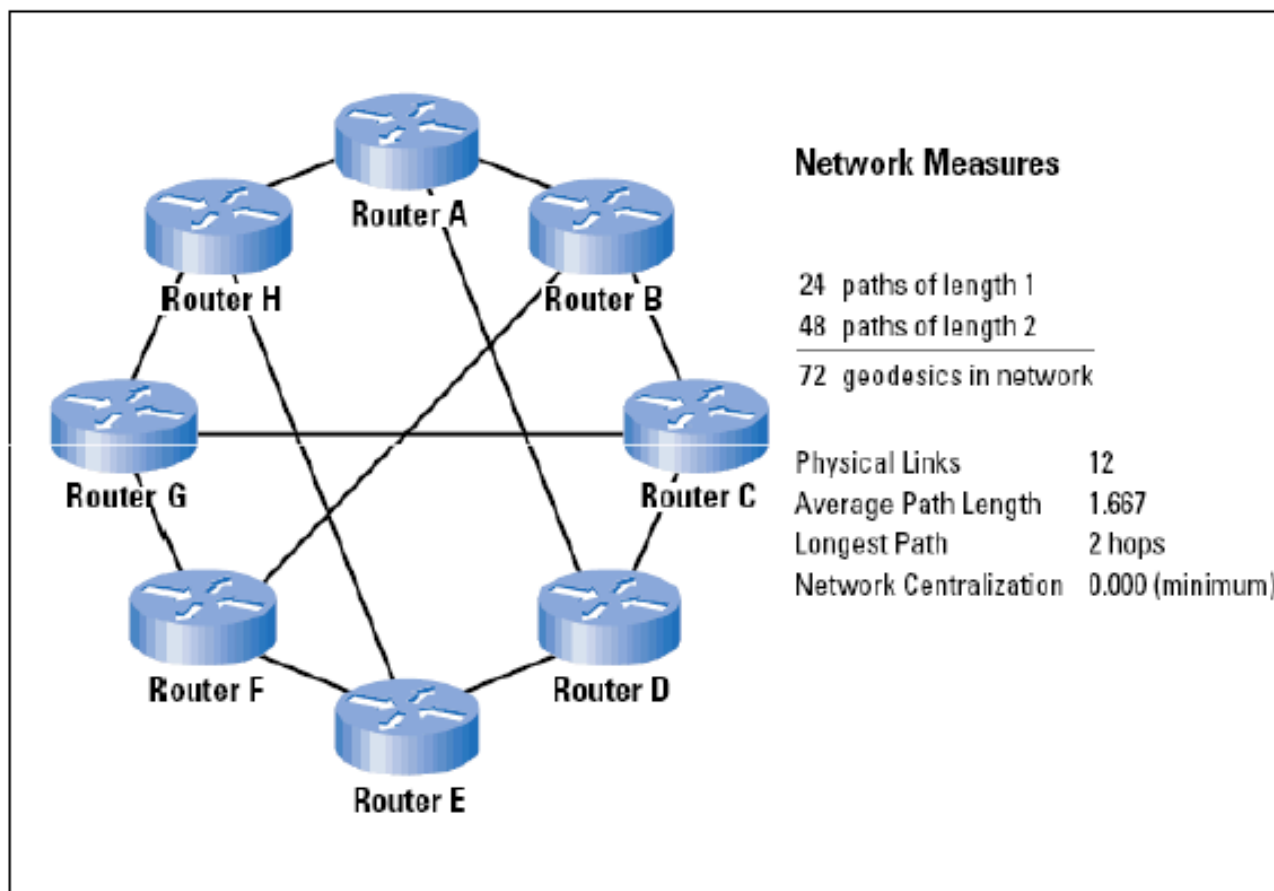 Router A
Router H
Router B
Router G
Router C
Router F
Router D
Router E
Network Measures
24 paths of length 1
48 paths of length 2
72 geodesics in network
Physical Links 12
Average Path Length 1.667
Longest Path 2 hops
Network Centralization 0.000 (minimum)